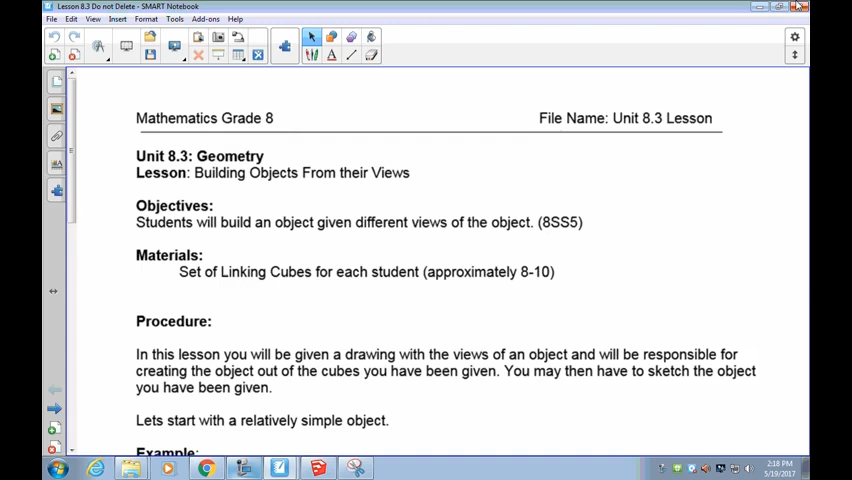 Lesson 8.3 Do not Delete - SMART Notebook
File Edit View Insert Format Tools Add-ons Help
Mathematics Grade 8 File Name: Unit 8.3 Lesson
Unit 8.3: Geometry
Lesson: Building Objects From their Views
Objectives:
Students will build an object given different views of the object. (8SS5)
Materials:
Set of Linking Cubes for each student (approximately 8-10)
Procedure:
In this lesson you will be given a drawing with the views of an object and will be responsible for
creating the object out of the cubes you have been given. You may then have to sketch the object
you have been given.
Lets start with a relatively simple object.
Example:
2:18 PM
5/19/2017